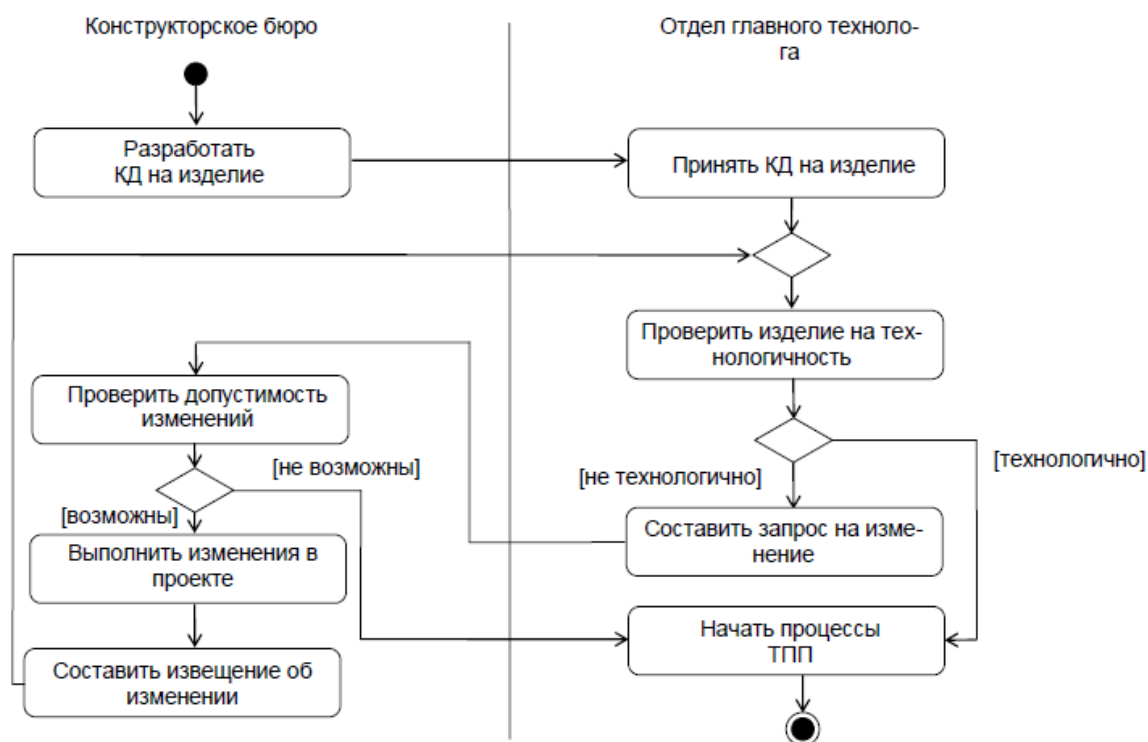 Конструкторское бюро
Отдел главного техноло-
га
Разработать
КД на изделие
Принять КД на изделие
Проверить изделие на тех-
нологичность
Проверить допустимость
изменений
[не возможны]
[возможны]
[не технологично]
[технологично]
Составить запрос на изме-
нение
Выполнить изменения в
проекте
Начать процессы
ТПП
Составить извещение об
изменении